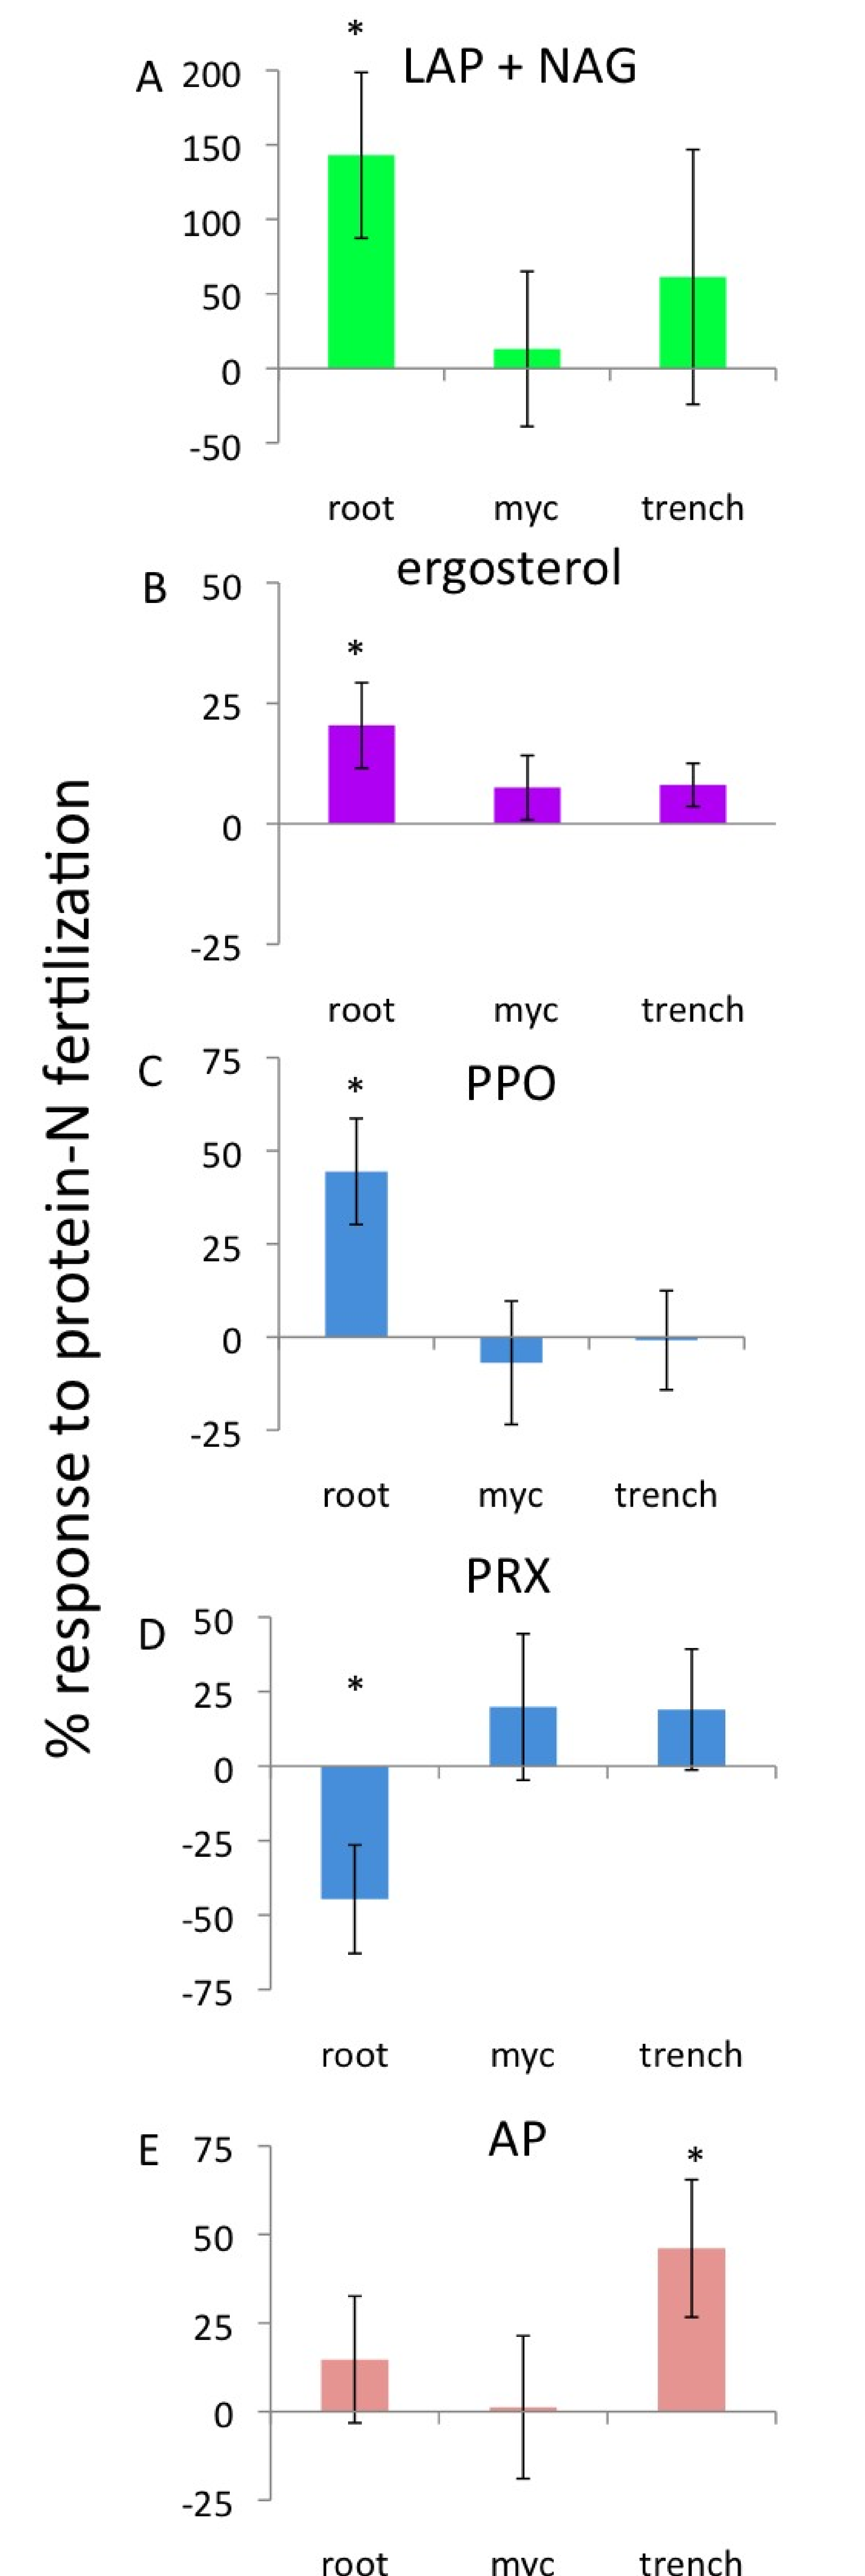 % response to protein-N fertilization
A
LAP + NAG
*
200
150
100
50
0
-50
root myc trench
B
ergosterol
*
50
25
0
-25
root myc trench
C
PPO
*
75
50
25
0
-25
root myc trench
PRX
D
*
50
25
0
-25
-50
-75
root myc trench
E
AP
*
75
50
25
0
-25
root myc trench